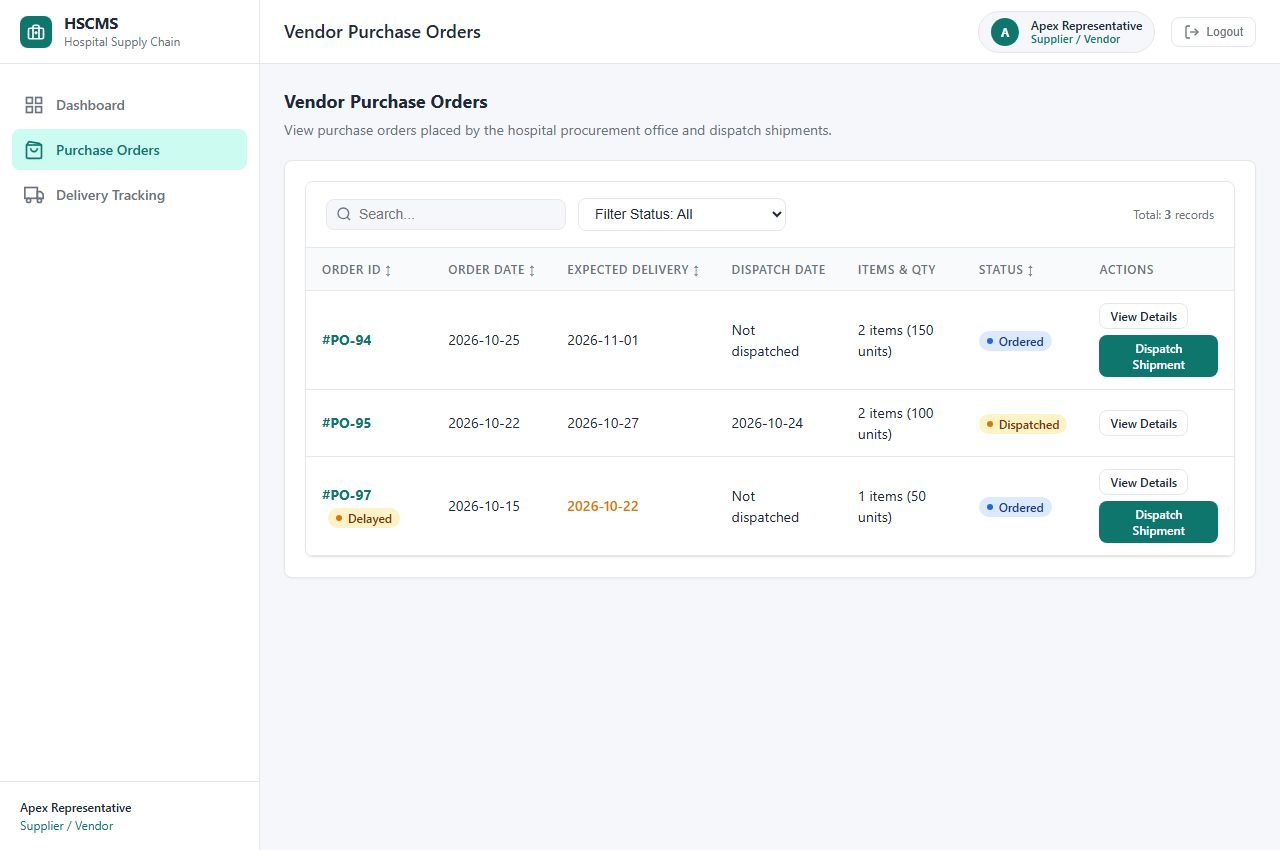 HSCMS
Hospital Supply Chain
Vendor Purchase Orders
A
Apex Representative
Supplier / Vendor
Logout
Dashboard
Purchase Orders
Delivery Tracking
Vendor Purchase Orders
View purchase orders placed by the hospital procurement office and dispatch shipments.
Search...
Filter Status: All
Total: 3 records
ORDER ID ↕ ORDER DATE ↕ EXPECTED DELIVERY ↕ DISPATCH DATE ITEMS & QTY STATUS ↕ ACTIONS
#PO-94
2026-10-25
2026-11-01
Not
dispatched
2 items (150
units)
Ordered
View Details
Dispatch
Shipment
#PO-95
2026-10-22
2026-10-27
2026-10-24
2 items (100
units)
Dispatched
View Details
#PO-97
Delayed
2026-10-15
2026-10-22
Not
dispatched
1 items (50
units)
Ordered
View Details
Dispatch
Shipment
Apex Representative
Supplier / Vendor